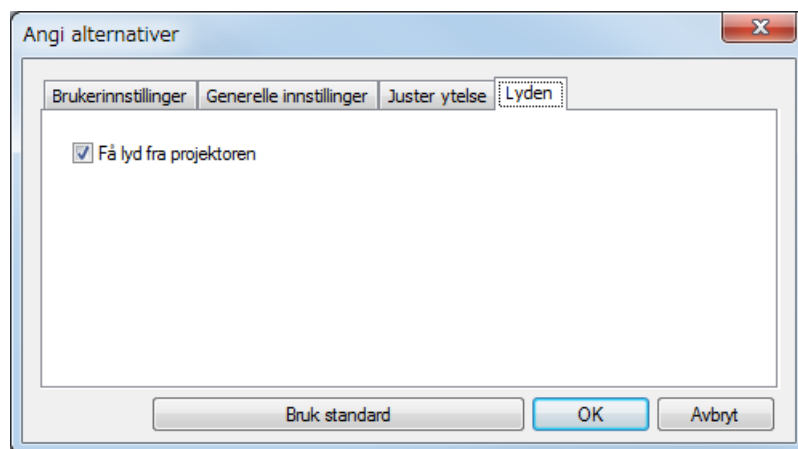 Angi alternativer
Brukerinnstillinger Generelle innstillinger Juster ytelse Lyden
Få lyd fra projektoren
Bruk standard OK Avbryt